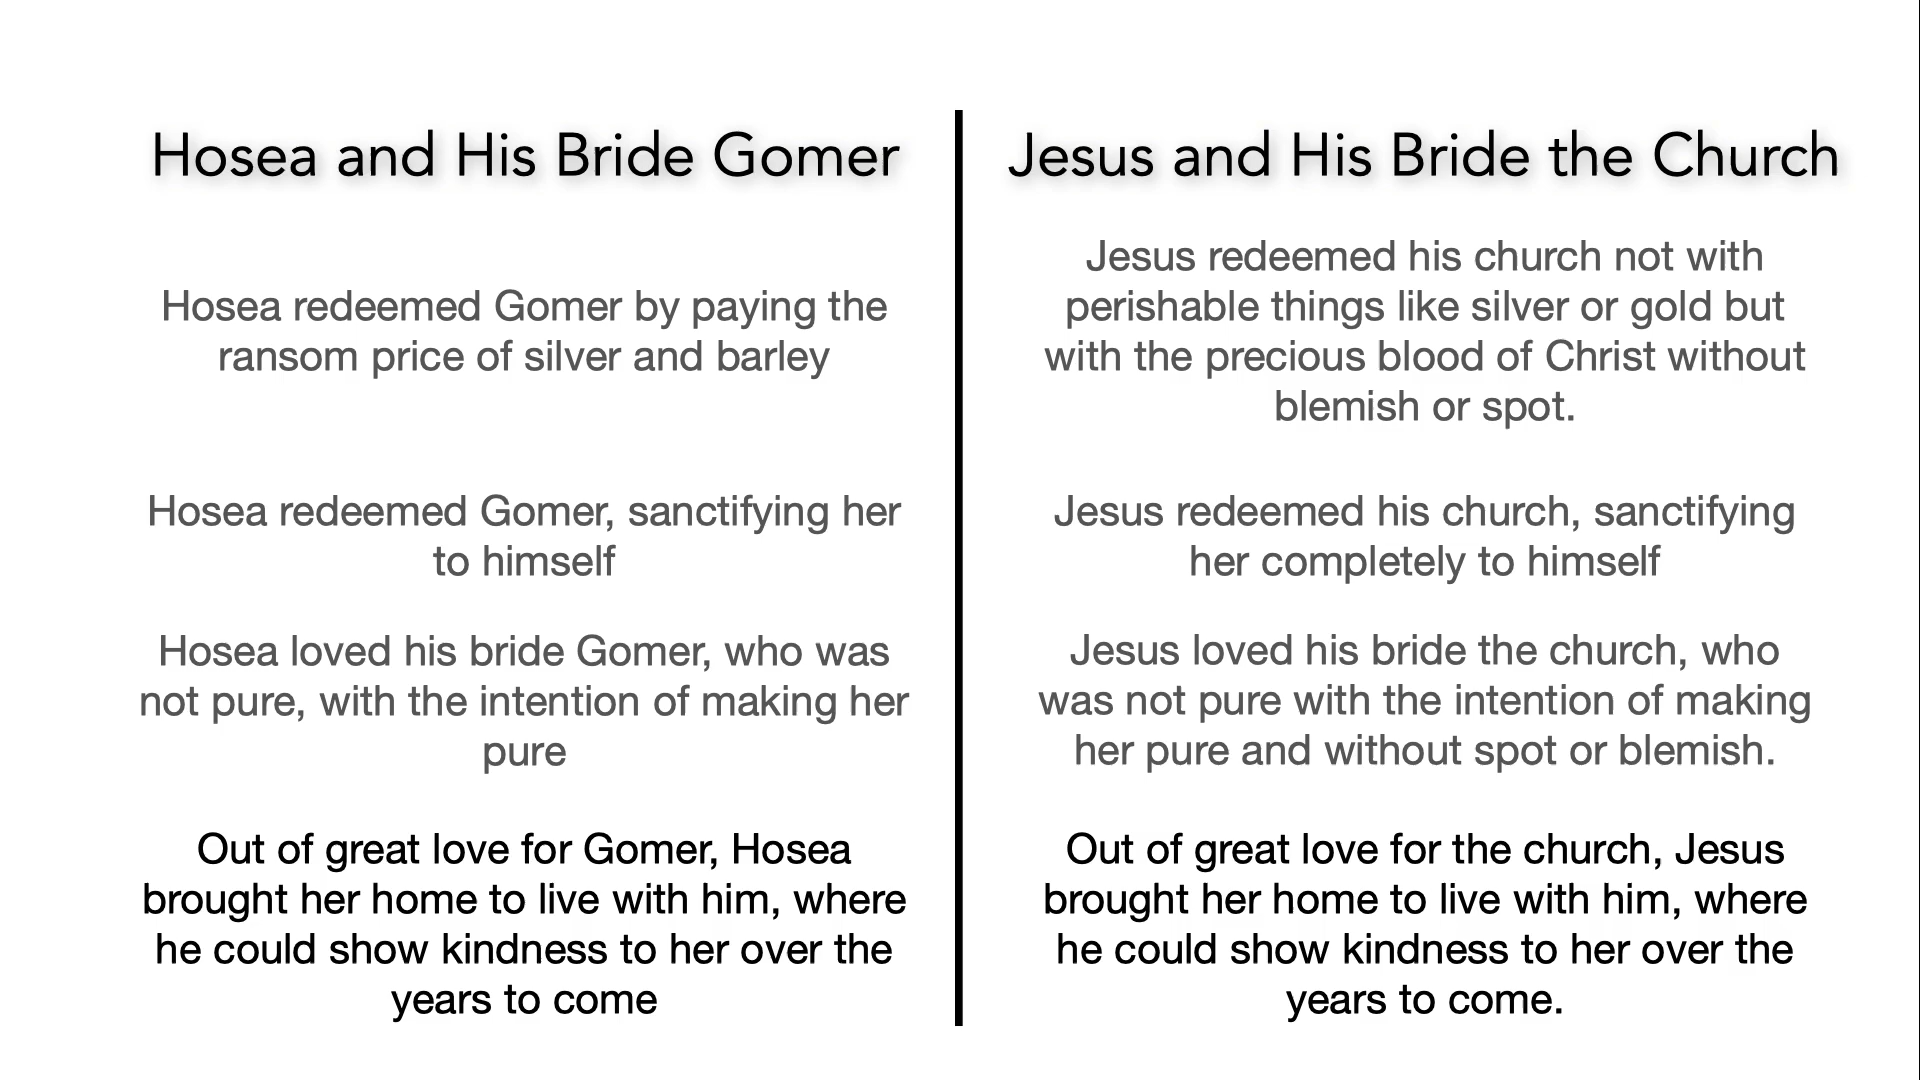 Hosea and His Bride Gomer
Hosea redeemed Gomer by paying the
ransom price of silver and barley
Hosea redeemed Gomer, sanctifying her
to himself
Hosea loved his bride Gomer, who was
not pure, with the intention of making her
pure
Out of great love for Gomer, Hosea
brought her home to live with him, where
he could show kindness to her over the
years to come
Jesus and His Bride the Church
Jesus redeemed his church not with
perishable things like silver or gold but
with the precious blood of Christ without
blemish or spot.
Jesus redeemed his church, sanctifying
her completely to himself
Jesus loved his bride the church, who
was not pure with the intention of making
her pure and without spot or blemish.
Out of great love for the church, Jesus
brought her home to live with him, where
he could show kindness to her over the
years to come.